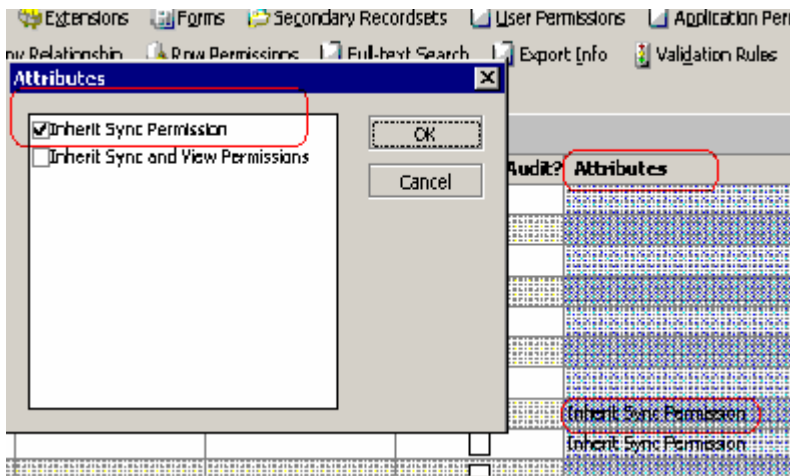 Extensions Forms Secondary Recordsets User Permissions Application Per
ow Relationship Row Permissions Full-text Search Export Info Validation Rules
Attributes
Inherit Sync Permission
Inherit Sync and View Permissions
OK
Cancel
Audit? Attributes
Inherit Sync Permission
Inherit Sync Permission